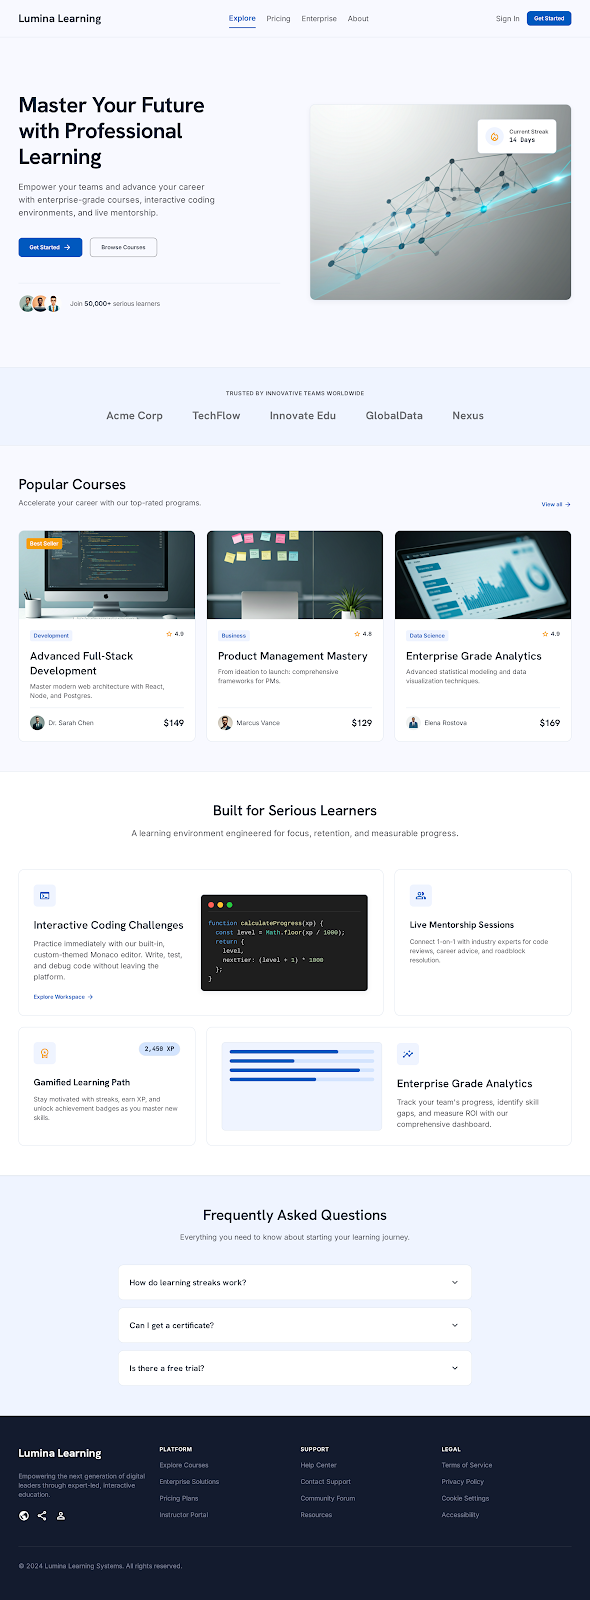 Lumina Learning
Explore
Pricing
Enterprise
About
Sign In
Get Started
Master Your Future
with Professional
Learning
Empower your teams and advance your career
with enterprise-grade courses, interactive coding
environments, and live mentorship.
Get Started →
Browse Courses
Join 50,000+ serious learners
Current Streak
14 Days
TRUSTED BY INNOVATIVE TEAMS WORLDWIDE
Acme Corp
TechFlow
Innovate Edu
GlobalData
Nexus
Popular Courses
Accelerate your career with our top-rated programs.
View all →
Best Seller
Development
4.9
Advanced Full-Stack
Development
Master modern web architecture with React,
Node, and Postgres.
Dr. Sarah Chen
$149
Business
4.8
Product Management Mastery
From ideation to launch: comprehensive
frameworks for PMs.
Marcus Vance
$129
Data Science
4.9
Enterprise Grade Analytics
Advanced statistical modeling and data
visualization techniques.
Elena Rostova
$169
Built for Serious Learners
A learning environment engineered for focus, retention, and measurable progress.
Interactive Coding Challenges
Practice immediately with our built-in,
custom-themed Monaco editor. Write, test,
and debug code without leaving the
platform.
Explore Workspace →
function calculateProgress(xp) {
const level = Math.floor(xp / 1000);
return {
level,
nextTier: (level + 1) * 1000
};
}
Live Mentorship Sessions
Connect 1-on-1 with industry experts for code
reviews, career advice, and roadblock
resolution.
2,450 XP
Gamified Learning Path
Stay motivated with streaks, earn XP, and
unlock achievement badges as you master new
skills.
Enterprise Grade Analytics
Track your team's progress, identify skill
gaps, and measure ROI with our
comprehensive dashboard.
Frequently Asked Questions
Everything you need to know about starting your learning journey.
How do learning streaks work?
Can I get a certificate?
Is there a free trial?
Lumina Learning
Empowering the next generation of digital
leaders through expert-led, interactive
education.
PLATFORM
Explore Courses
Enterprise Solutions
Pricing Plans
Instructor Portal
SUPPORT
Help Center
Contact Support
Community Forum
Resources
LEGAL
Terms of Service
Privacy Policy
Cookie Settings
Accessibility
© 2024 Lumina Learning Systems. All rights reserved.